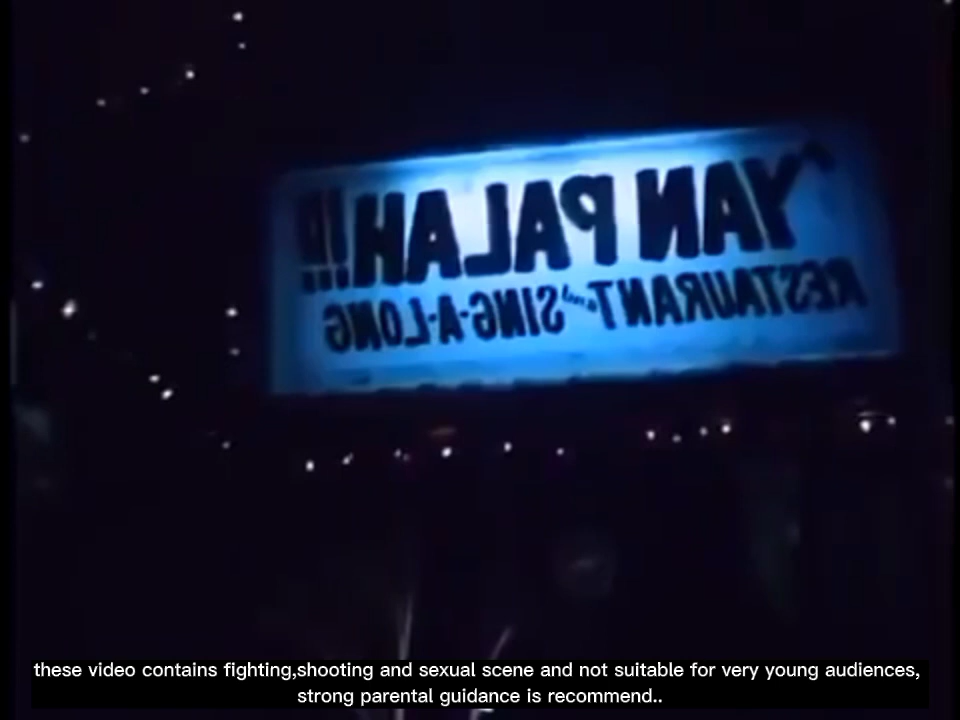 "YAN PALAH!!!
RESTAURANT and SING-A-LONG
these video contains fighting,shooting and sexual scene and not suitable for very young audiences,
strong parental guidance is recommend..